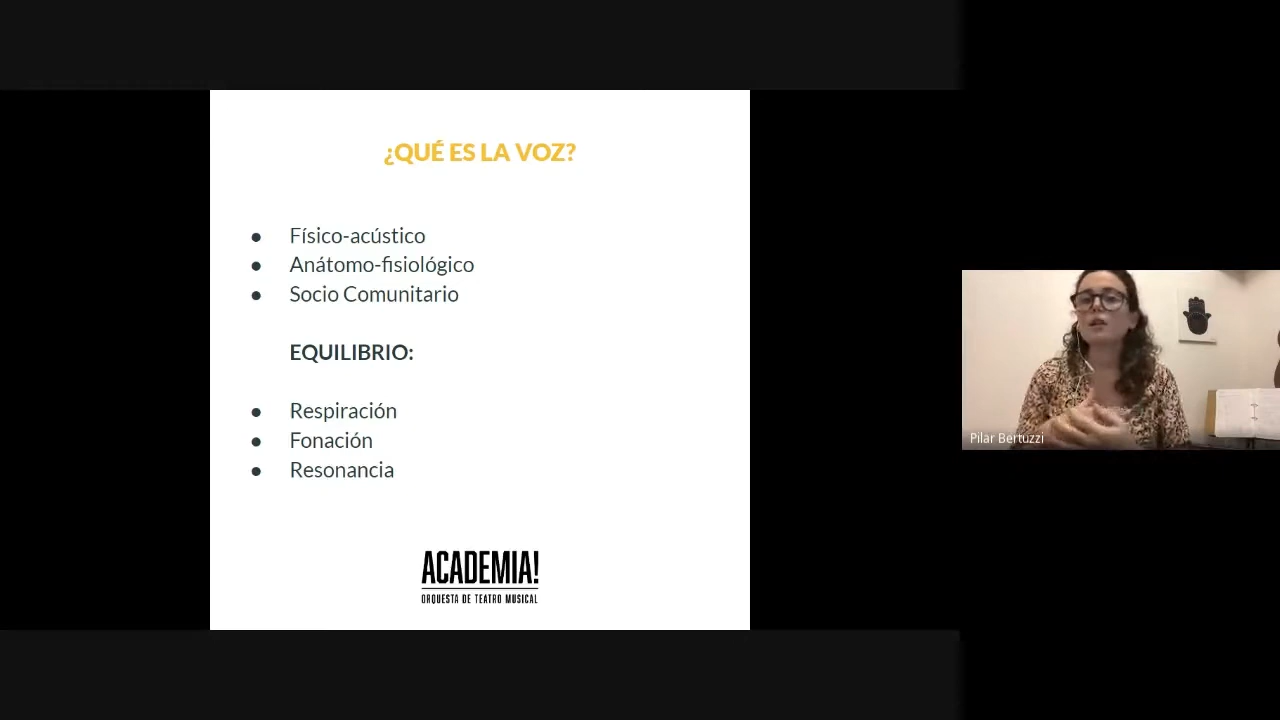 ¿QUÉ ES LA VOZ?
● Físico-acústico
● Anátomo-fisiológico
● Socio Comunitario
EQUILIBRIO:
● Respiración
● Fonación
● Resonancia
ACADEMIA!
ORQUESTA DE TEATRO MUSICAL
Pilar Bertuzzi